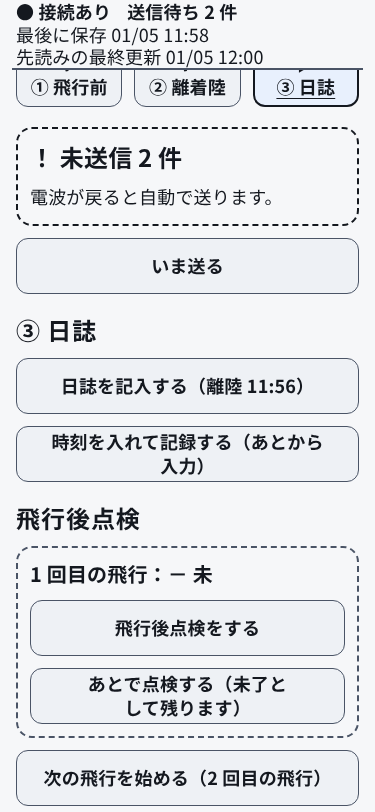 ● 接続あり　送信待ち 2 件
最後に保存 01/05 11:58
先読みの最終更新 01/05 12:00
① 飛行前
② 離着陸
③ 日誌
！ 未送信 2 件
電波が戻ると自動で送ります。
いま送る
③ 日誌
日誌を記入する（離陸 11:56）
時刻を入れて記録する（あとから
入力）
飛行後点検
1 回目の飛行：－ 未
飛行後点検をする
あとで点検する（未了と
して残ります）
次の飛行を始める（2 回目の飛行）